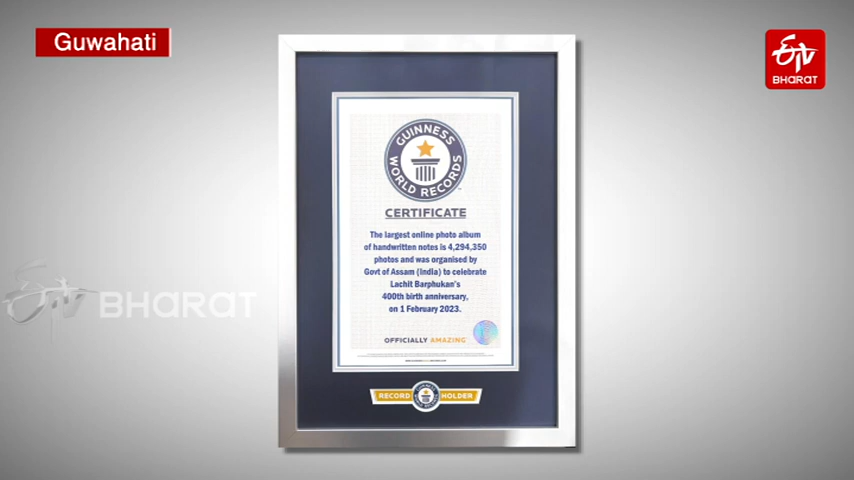 Guwahati
ETV
BHARAT
GUINNESS
WORLD RECORDS
CERTIFICATE
The largest online photo album
of handwritten notes is 4,294,350
photos and was organised by
Govt of Assam (India) to celebrate
Lachit Barphukan's
400th birth anniversary,
on 1 February 2023.
OFFICIALLY AMAZING
RECORD HOLDER
ETV BHARAT